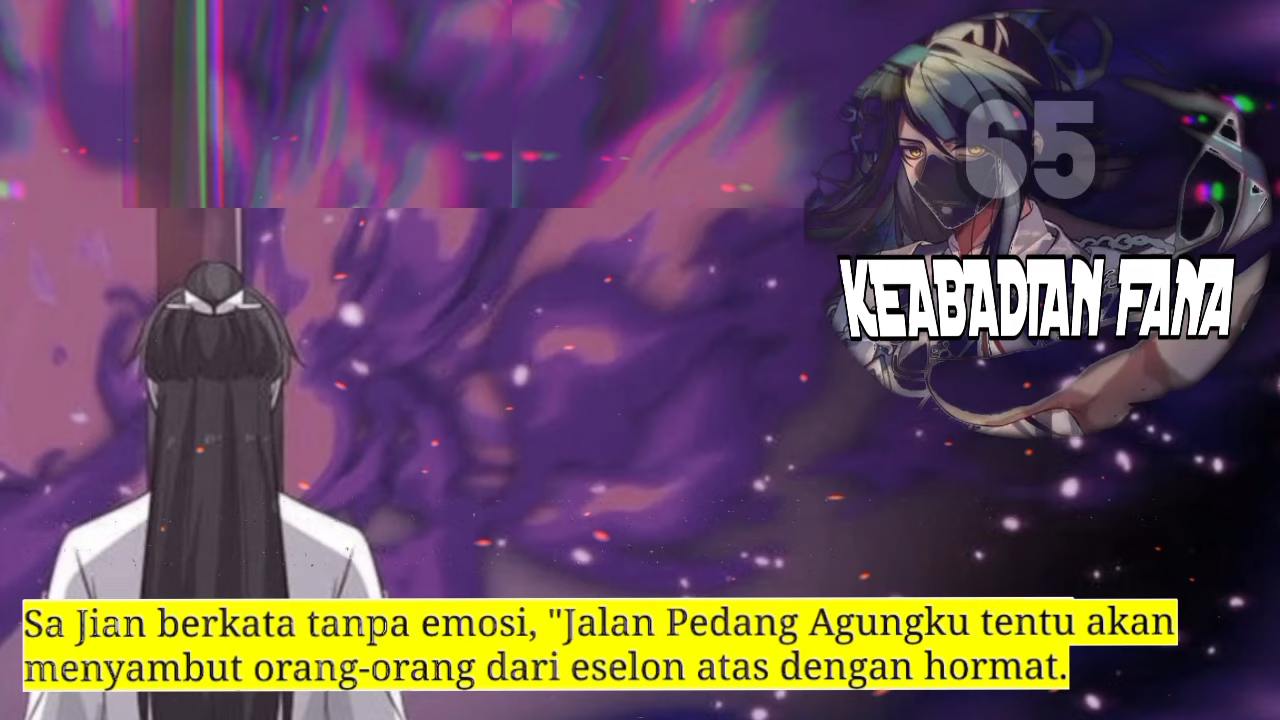 65
KEABADIAN FANA
Sa Jian berkata tanpa emosi, "Jalan Pedang Agungku tentu akan
menyambut orang-orang dari eselon atas dengan hormat.